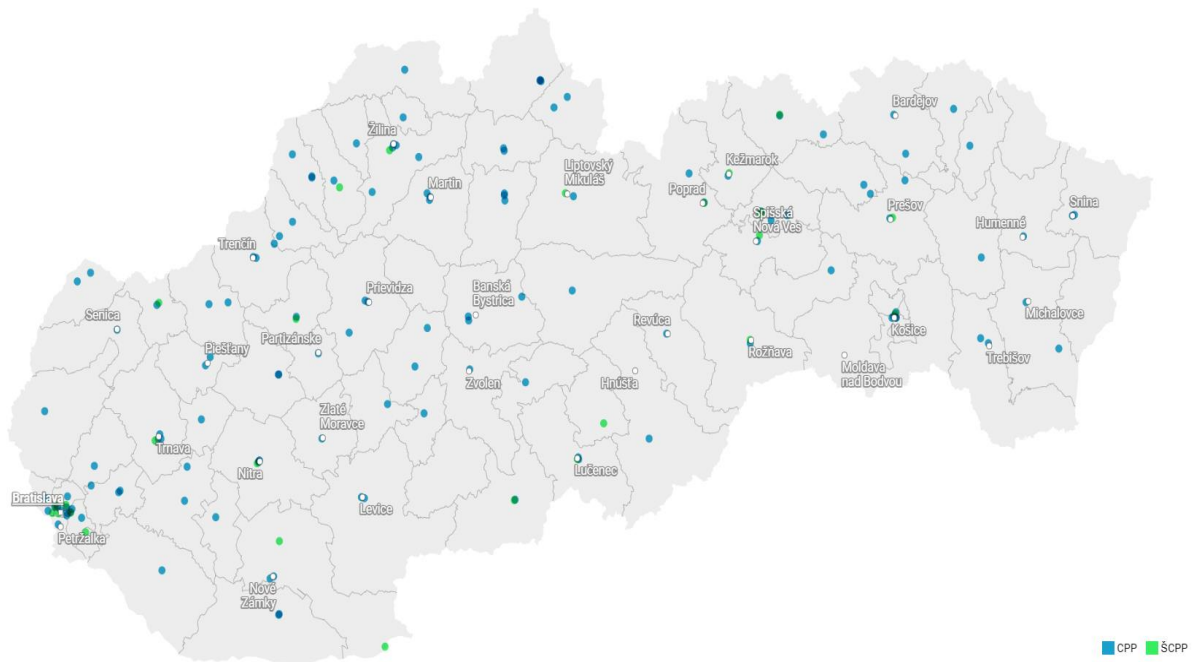 Bardejov
Žilina
Kežmarok
Liptovský
Mikuláš
Martin
Poprad
Snina
Prešov
Spišská
Nová Ves
Humenné
Trenčín
Prievidza
Banská
Bystrica
Senica
Michalovce
Revúca
Partizánske
Košice
Rožňava
Trebišov
Piešťany
Moldava
nad Bodvou
Zvolen
Hnúšťa
Zlaté
Moravce
Trnava
Nitra
Lučenec
Bratislava
Levice
Petržalka
Nové
Zámky
CPP
ŠCPP